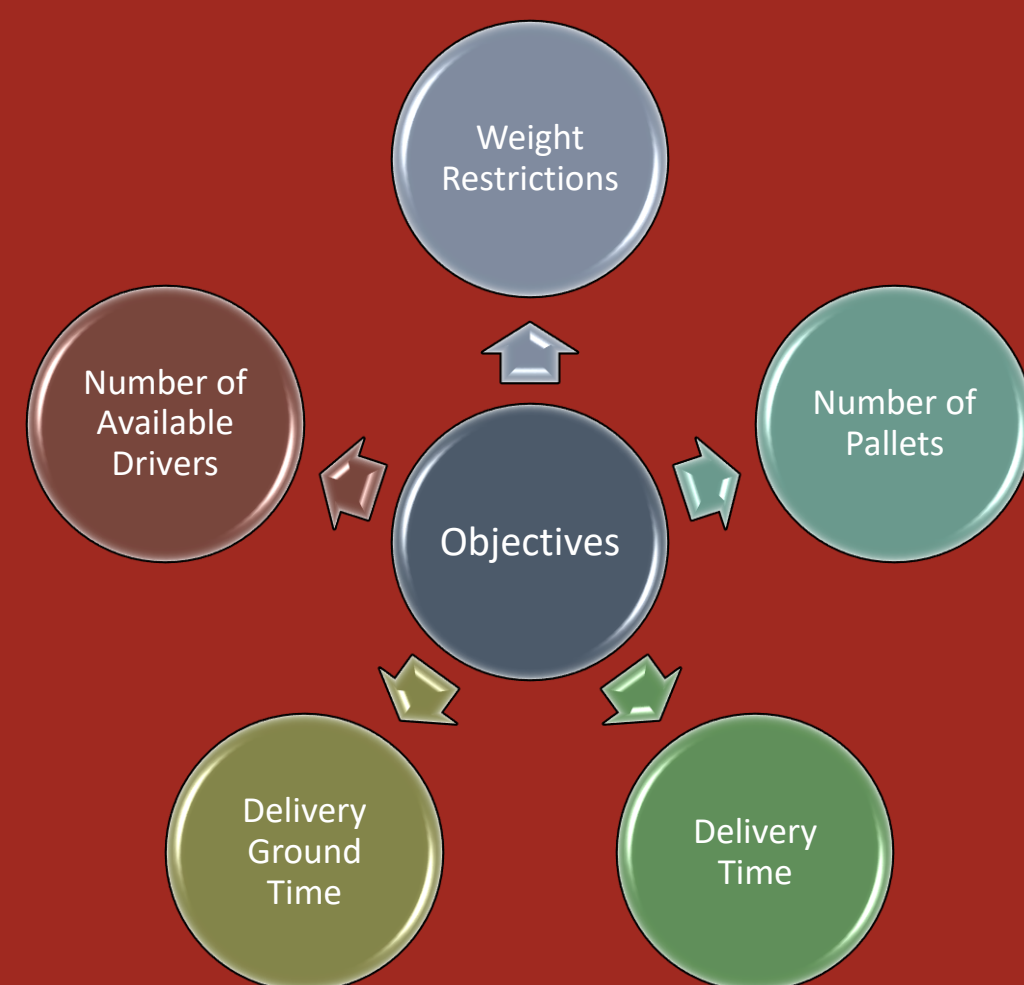 Weight
Restrictions
Number of
Available
Drivers
Number of
Pallets
Objectives
Delivery
Ground
Time
Delivery
Time